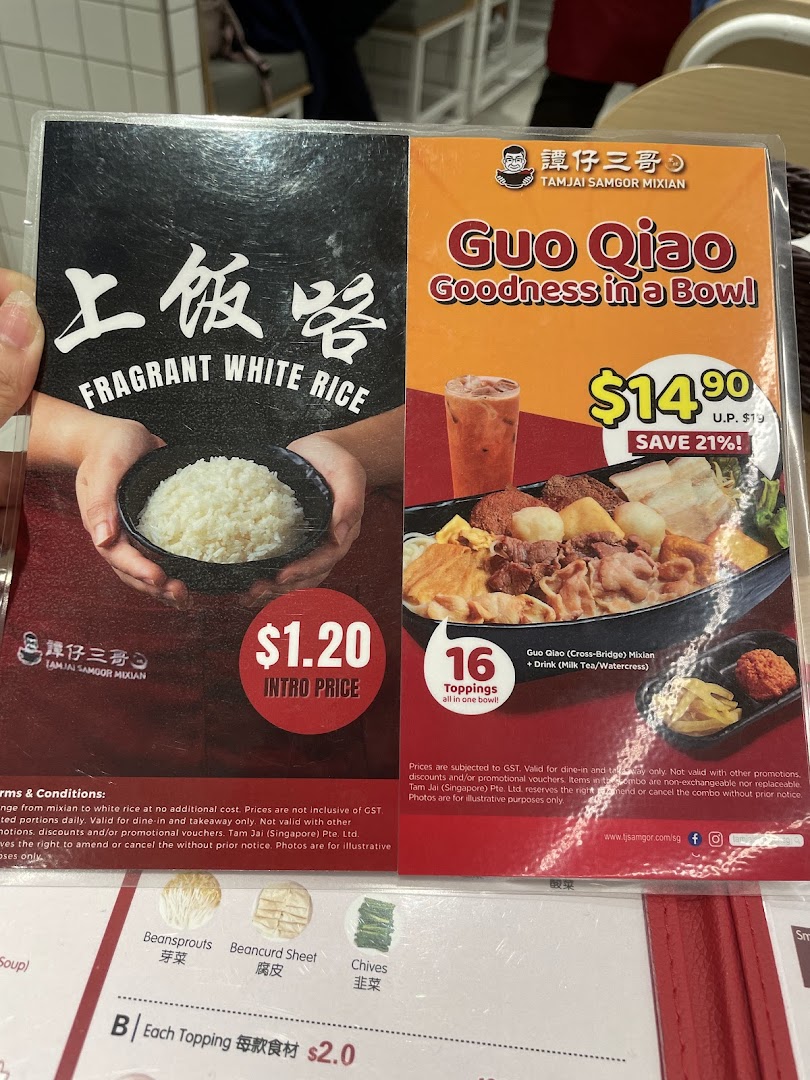 上飯咯
FRAGRANT WHITE RICE
$1.20
INTRO PRICE
譚仔三哥
TAMJAI SAMGOR MIXIAN
rms & Conditions:
nge from mixian to white rice at no additional cost. Prices are not inclusive of GST.
ted portions daily. Valid for dine-in and takeaway only. Not valid with other
motions, discounts and/or promotional vouchers. Tam Jai (Singapore) Pte. Ltd.
ves the right to amend or cancel the combo without prior notice. Photos are for illustrative
oses only.
譚仔三哥
TAMJAI SAMGOR MIXIAN
Guo Qiao
Goodness in a Bowl
$14.90
U.P. $19
SAVE 21%!
16
Toppings
all in one bowl!
Guo Qiao (Cross-Bridge) Mixian
+ Drink (Milk Tea/Watercress)
Prices are subjected to GST. Valid for dine-in and takeaway only. Not valid with other promotions,
discounts and/or promotional vouchers. Items in the combo are non-exchangeable nor replaceable.
Tam Jai (Singapore) Pte. Ltd. reserves the right to amend or cancel the combo without prior notice.
Photos are for illustrative purposes only.
www.tjsamgor.com/sg
酸菜
Soup)
Beansprouts
芽菜
Beancurd Sheet
腐皮
Chives
韭菜
B | Each Topping 每款食材 $2.0
Sm